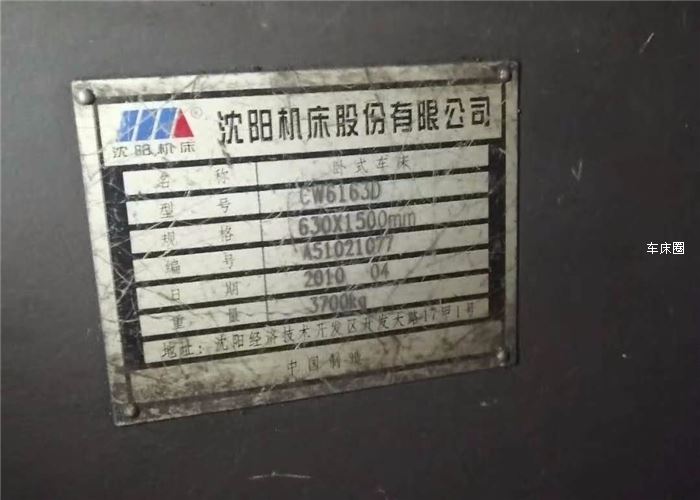 沈阳机床
®
沈阳机床股份有限公司
名 称 卧式车床
型 号 CW6163D
规 格 630X1500mm
编 号 A51021077
日 期 2010 04
重 量 3700kg
地址：沈阳经济技术开发区开发大路17甲1号
中国制造
车床圈